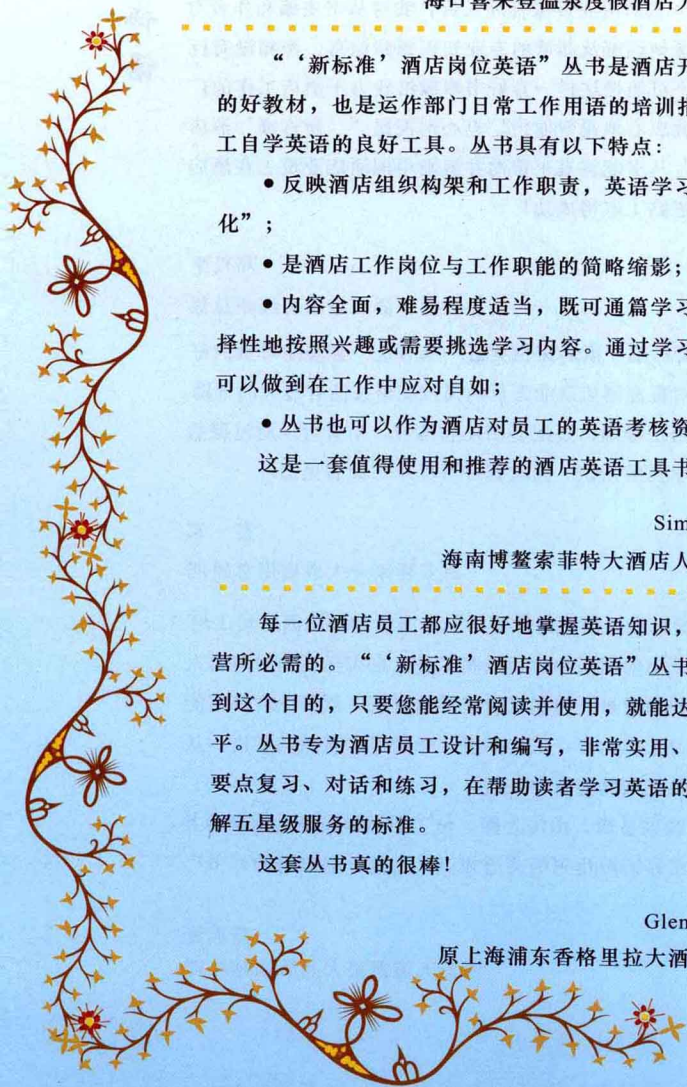 海口喜来登温泉度假酒店人
“‘新标准’酒店岗位英语”丛书是酒店开
的好教材，也是运作部门日常工作用语的培训指
工自学英语的良好工具。丛书具有以下特点：
●反映酒店组织构架和工作职责，英语学习
化”；
●是酒店工作岗位与工作职能的简略缩影；
●内容全面，难易程度适当，既可通篇学习
择性地按照兴趣或需要挑选学习内容。通过学习
可以做到在工作中应对自如；
●丛书也可以作为酒店对员工的英语考核资
这是一套值得使用和推荐的酒店英语工具书
Sim
海南博鳌索菲特大酒店人
每一位酒店员工都应很好地掌握英语知识，
营所必需的。“‘新标准’酒店岗位英语”丛书
到这个目的，只要您能经常阅读并使用，就能达
平。丛书专为酒店员工设计和编写，非常实用、
要点复习、对话和练习，在帮助读者学习英语的
解五星级服务的标准。
这套丛书真的很棒！
Glen
原上海浦东香格里拉大酒